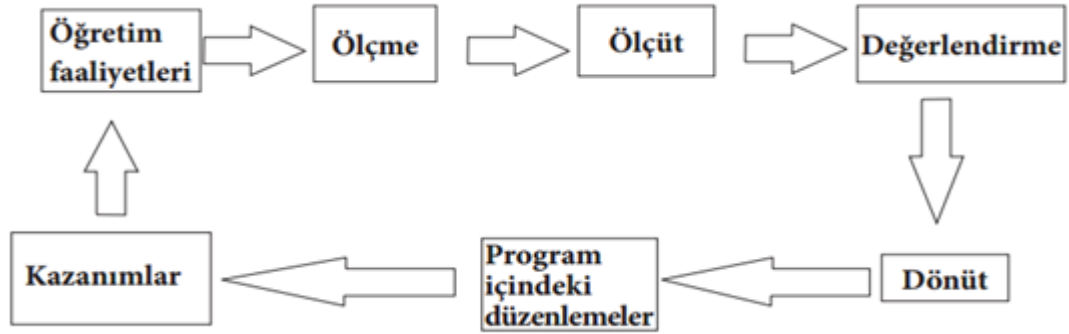 Öğretim
faaliyetleri
Ölçme
Ölçüt
Değerlendirme
Dönüt
Program
içindeki
düzenlemeler
Kazanımlar